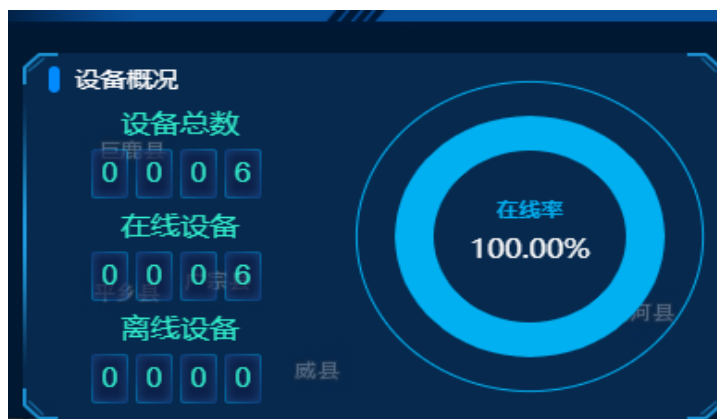 设备概况
设备总数
巨鹿县
0 0 0 6
在线设备
0 0 0 6
平乡县
广宗县
离线设备
0 0 0 0
威县
在线率
100.00%
河县